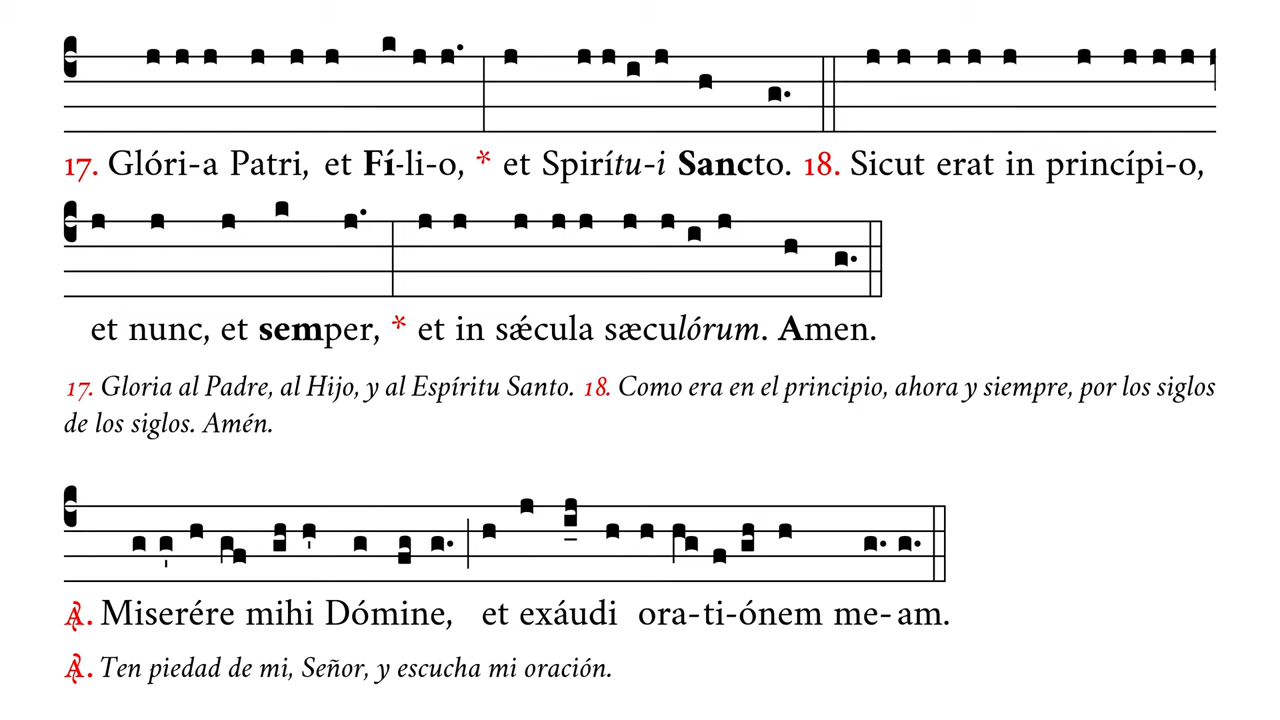 17. Glóri-a Patri, et Fí-li-o, * et Spirítu-i Sancto. 18. Sicut erat in princípi-o,
et nunc, et semper, * et in sǽcula sæculórum. Amen.
17. Gloria al Padre, al Hijo, y al Espíritu Santo. 18. Como era en el principio, ahora y siempre, por los siglos
de los siglos. Amén.
A. Miserére mihi Dómine, et exáudi ora-ti-ónem me-am.
A. Ten piedad de mi, Señor, y escucha mi oración.